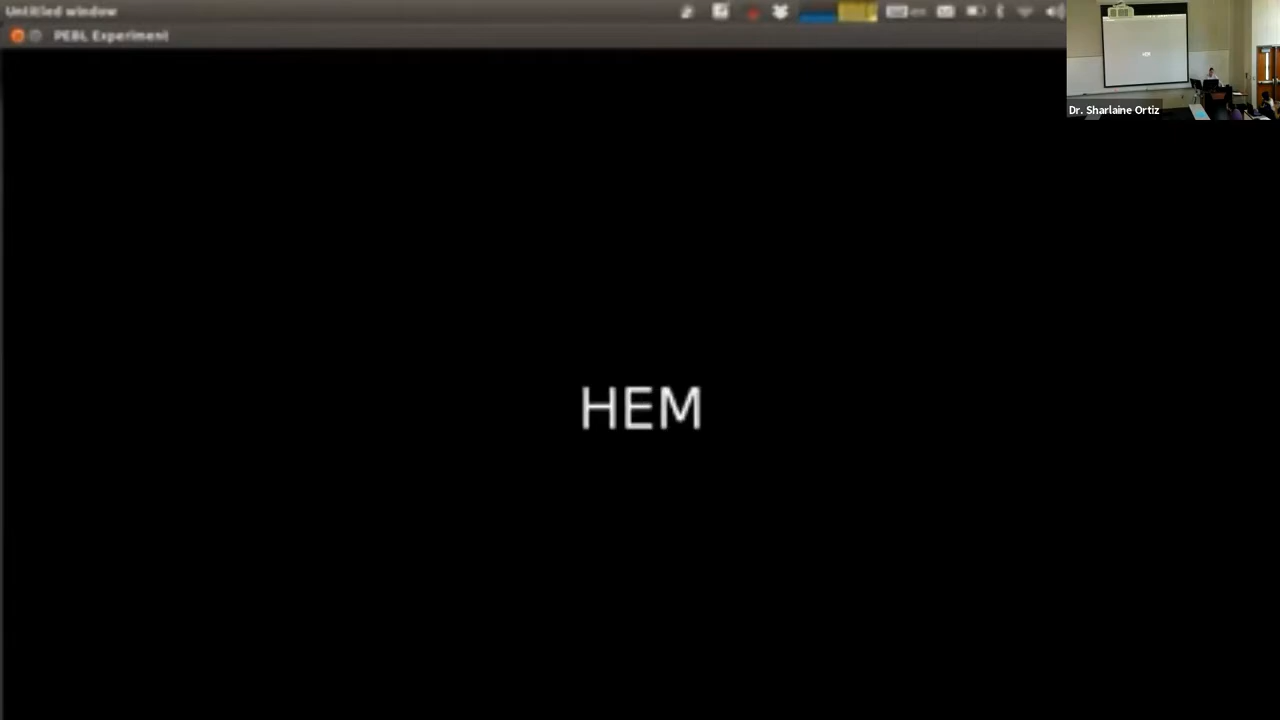 Untitled window
PEBL Experiment
HEM
Dr. Sharlaine Ortiz